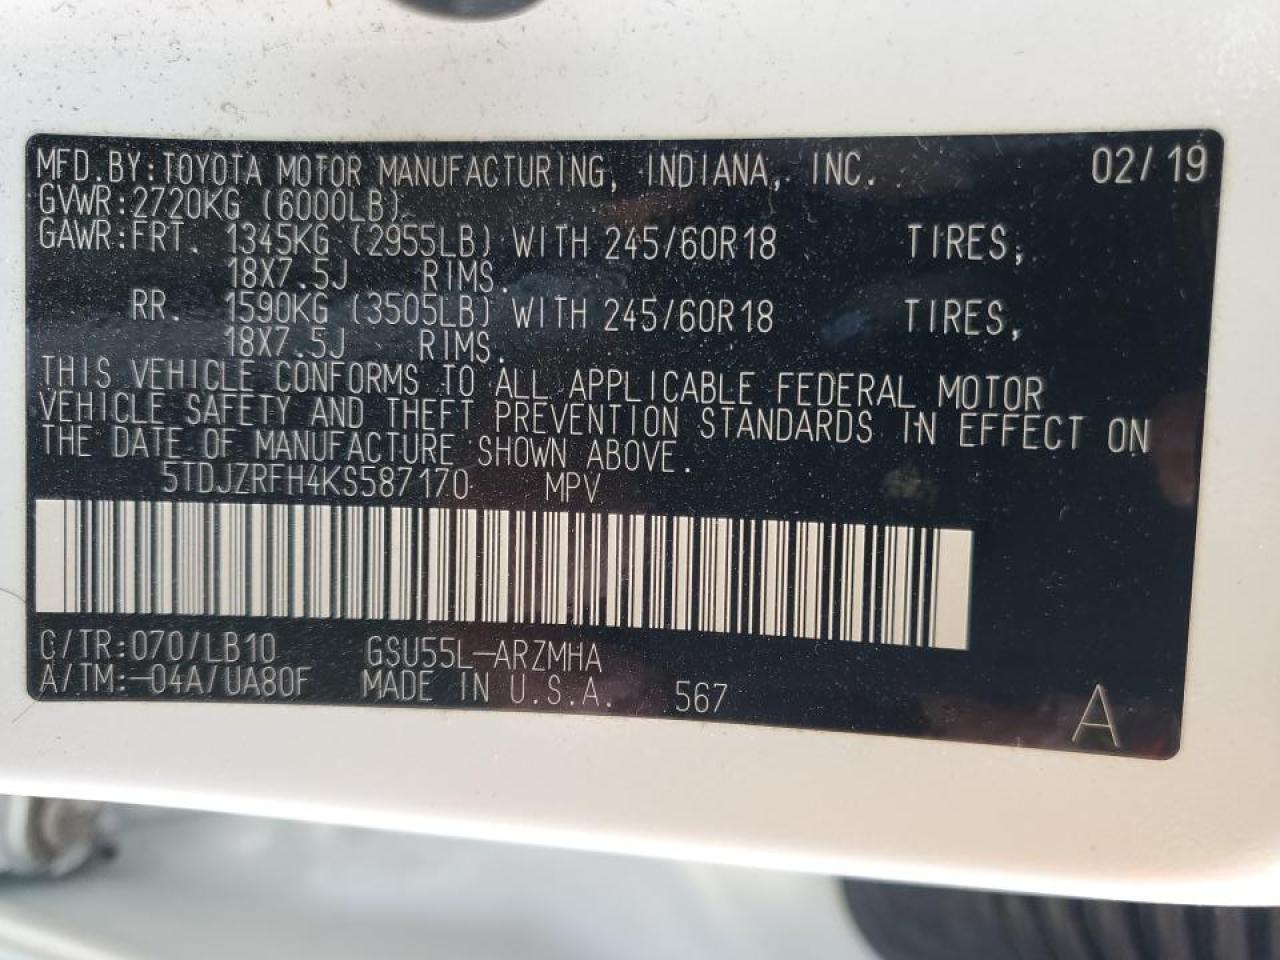 MFD.BY:TOYOTA MOTOR MANUFACTURING, INDIANA, INC. 02/19
GVWR:2720KG (6000LB)
GAWR:FRT. 1345KG (2955LB) WITH 245/60R18 TIRES,
18X7.5J RIMS.
RR. 1590KG (3505LB) WITH 245/60R18 TIRES,
18X7.5J RIMS.
THIS VEHICLE CONFORMS TO ALL APPLICABLE FEDERAL MOTOR
VEHICLE SAFETY AND THEFT PREVENTION STANDARDS IN EFFECT ON
THE DATE OF MANUFACTURE SHOWN ABOVE.
5TDJZRFH4KS587170 MPV
C/TR:070/LB10 GSU55L-ARZMHA
A/TM:-04A/UA80F MADE IN U.S.A. 567
A